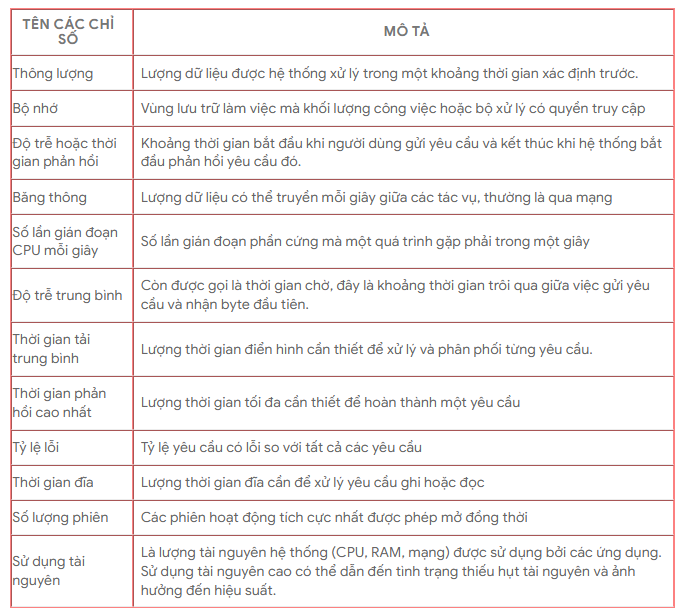 TÊN CÁC CHỈ
SỐ
MÔ TẢ
Thông lượng
Lượng dữ liệu được hệ thống xử lý trong một khoảng thời gian xác định trước.
Bộ nhớ
Vùng lưu trữ làm việc mà khối lượng công việc hoặc bộ xử lý có quyền truy cập
Độ trễ hoặc thời
gian phản hồi
Khoảng thời gian bắt đầu khi người dùng gửi yêu cầu và kết thúc khi hệ thống bắt
đầu phản hồi yêu cầu đó.
Băng thông
Lượng dữ liệu có thể truyền mỗi giây giữa các tác vụ, thường là qua mạng
Số lần gián đoạn
CPU mỗi giây
Số lần gián đoạn phần cứng mà một quá trình gặp phải trong một giây
Độ trễ trung bình
Còn được gọi là thời gian chờ, đây là khoảng thời gian trôi qua giữa việc gửi yêu
cầu và nhận byte đầu tiên.
Thời gian tải
trung bình
Lượng thời gian điển hình cần thiết để xử lý và phân phối từng yêu cầu.
Thời gian phản
hồi cao nhất
Lượng thời gian tối đa cần thiết để hoàn thành một yêu cầu
Tỷ lệ lỗi
Tỷ lệ yêu cầu có lỗi so với tất cả các yêu cầu
Thời gian đĩa
Lượng thời gian đĩa cần để xử lý yêu cầu ghi hoặc đọc
Số lượng phiên
Các phiên hoạt động tích cực nhất được phép mở đồng thời
Sử dụng tài
nguyên
Là lượng tài nguyên hệ thống (CPU, RAM, mạng) được sử dụng bởi các ứng dụng.
Sử dụng tài nguyên cao có thể dẫn đến tình trạng thiếu hụt tài nguyên và ảnh
hưởng đến hiệu suất.